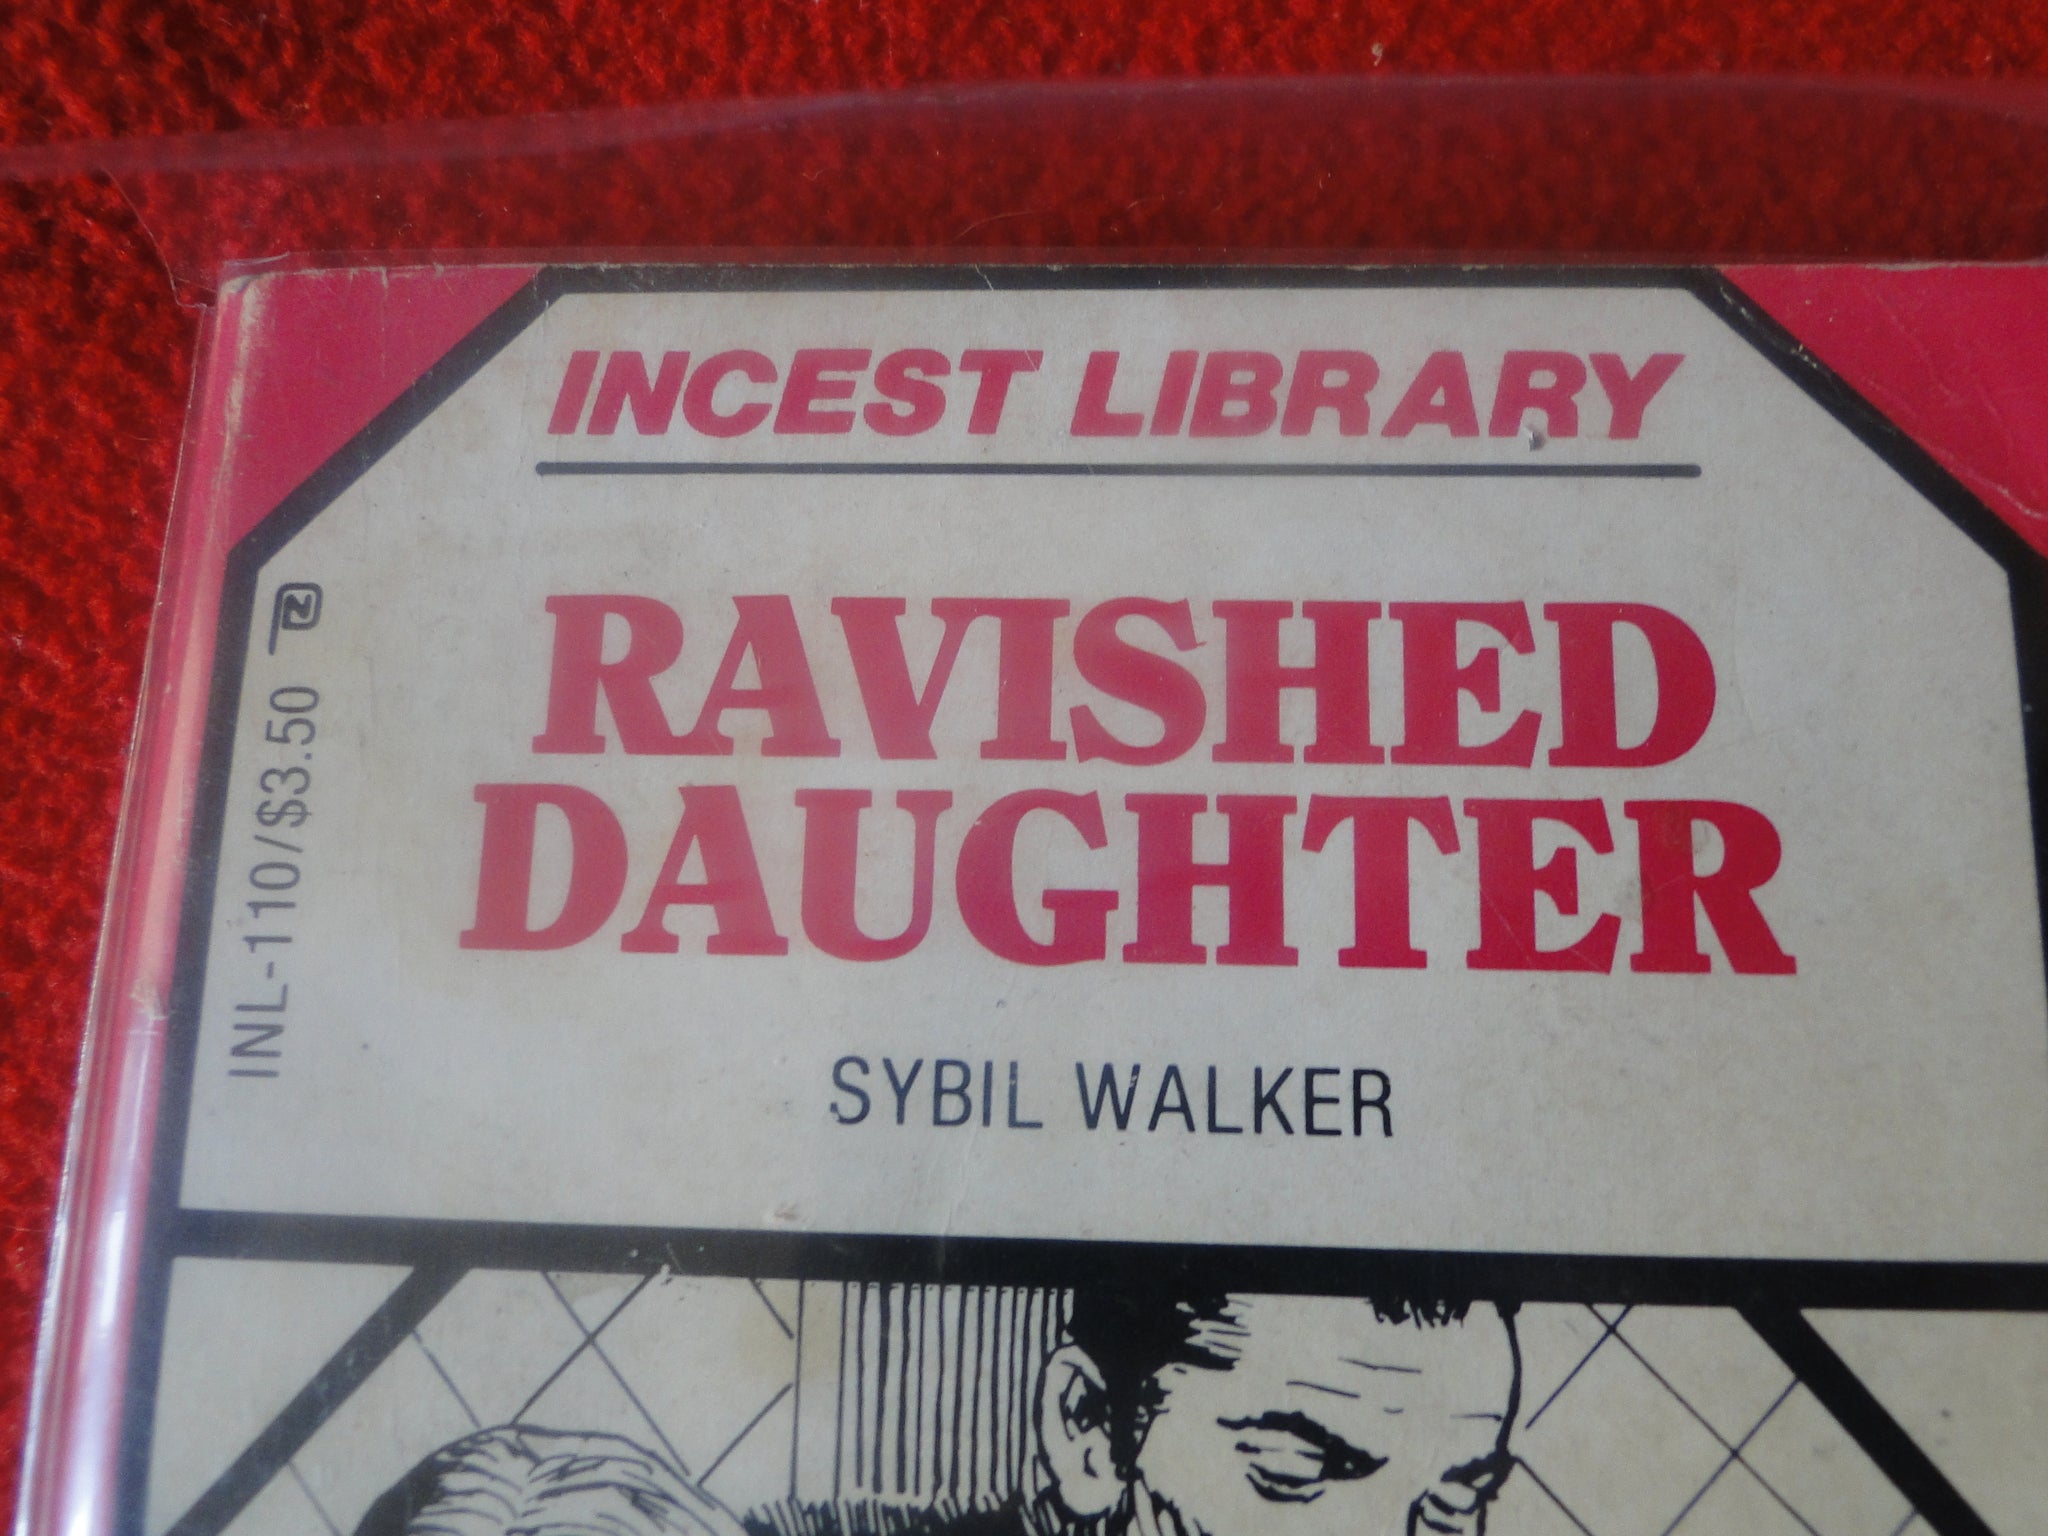 INCEST LIBRARY
RAVISHED
DAUGHTER
SYBIL WALKER
INL-110/$3.50